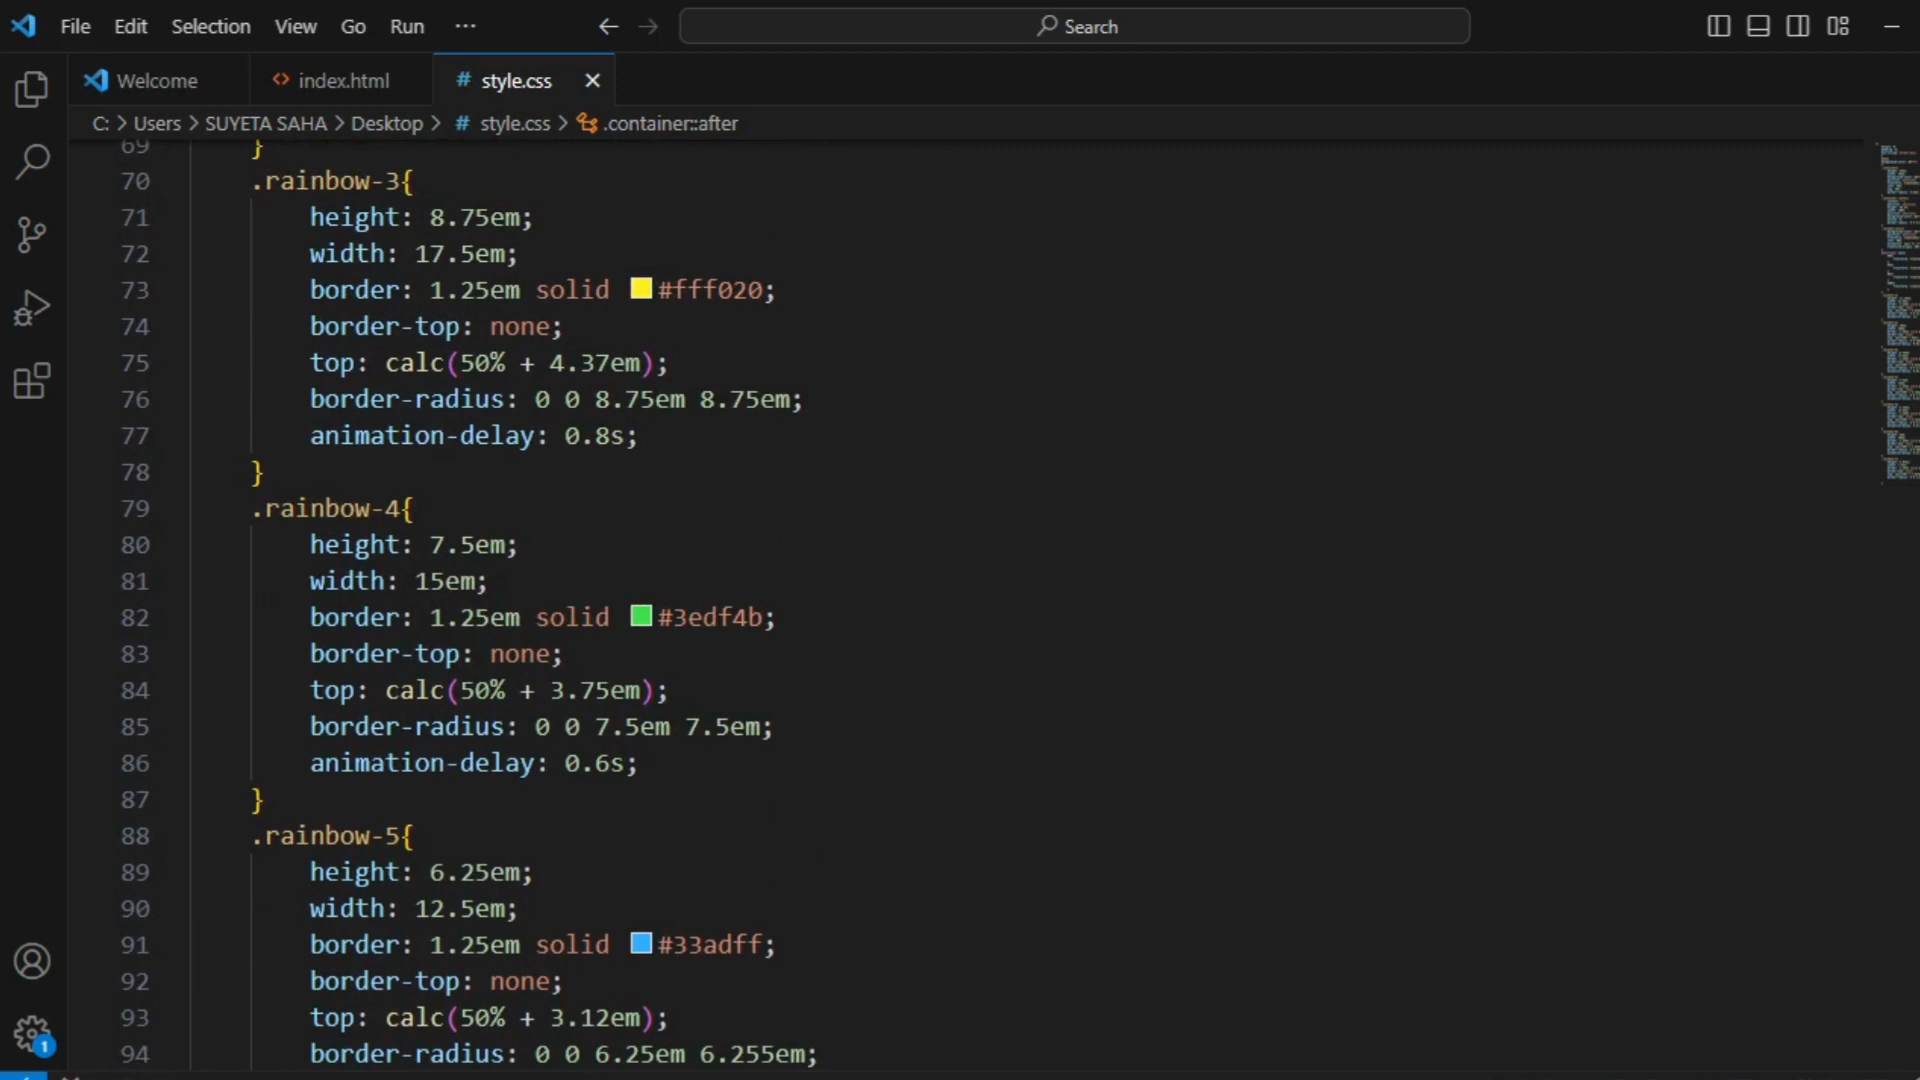 File Edit Selection View Go Run ···
Search
Welcome
index.html
# style.css
C: > Users > SUYETA SAHA > Desktop > # style.css > .container::after
69 }
70 .rainbow-3{
71 height: 8.75em;
72 width: 17.5em;
73 border: 1.25em solid #fff020;
74 border-top: none;
75 top: calc(50% + 4.37em);
76 border-radius: 0 0 8.75em 8.75em;
77 animation-delay: 0.8s;
78 }
79 .rainbow-4{
80 height: 7.5em;
81 width: 15em;
82 border: 1.25em solid #3edf4b;
83 border-top: none;
84 top: calc(50% + 3.75em);
85 border-radius: 0 0 7.5em 7.5em;
86 animation-delay: 0.6s;
87 }
88 .rainbow-5{
89 height: 6.25em;
90 width: 12.5em;
91 border: 1.25em solid #33adff;
92 border-top: none;
93 top: calc(50% + 3.12em);
94 border-radius: 0 0 6.25em 6.255em;
1